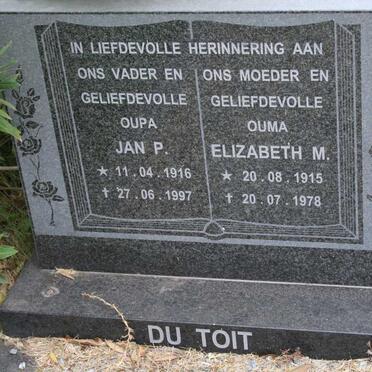 IN LIEFDEVOLLE HERINNERING AAN
ONS VADER EN
GELIEFDEVOLLE
OUPA
JAN P.
★ 11.04.1916
† 27.06.1997
ONS MOEDER EN
GELIEFDEVOLLE
OUMA
ELIZABETH M.
★ 20.08.1915
† 20.07.1978
DU TOIT